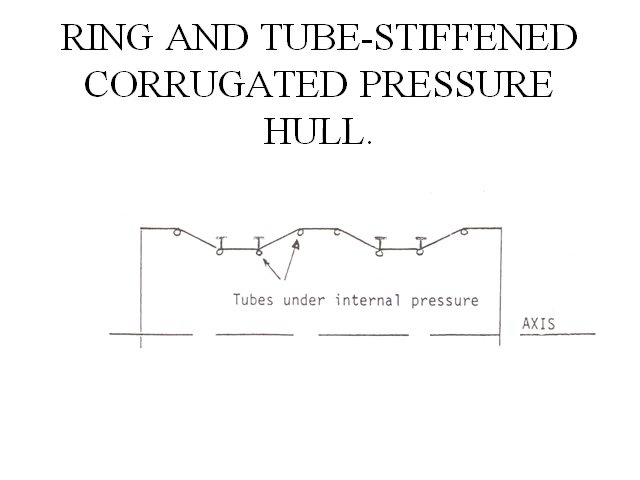 RING AND TUBE-STIFFENED
CORRUGATED PRESSURE
HULL.
Tubes under internal pressure
AXIS